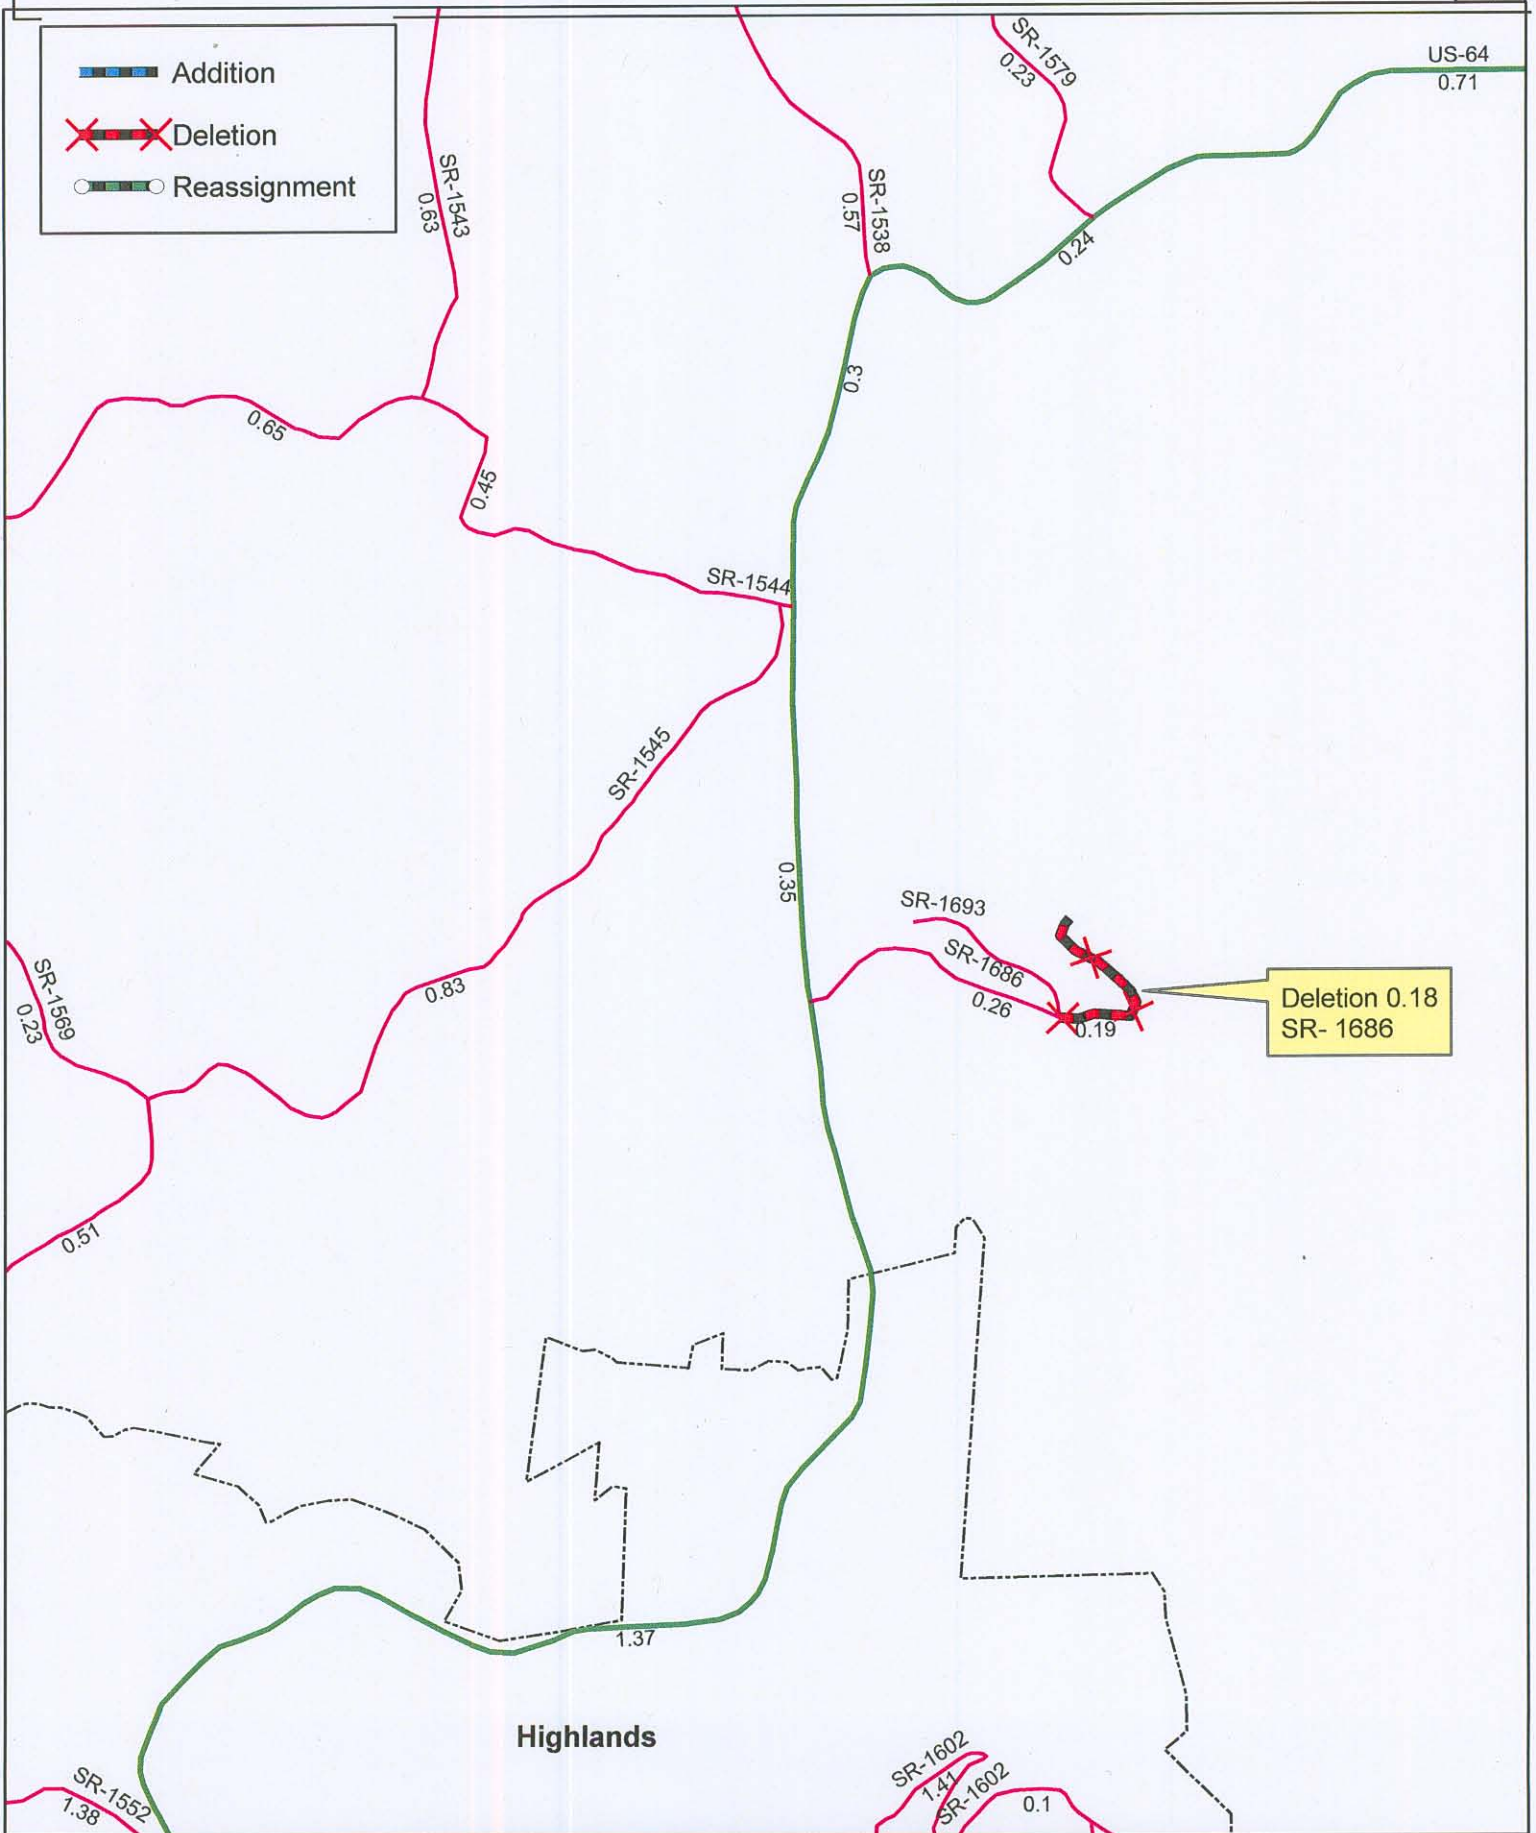 Addition
Deletion
Reassignment
SR-1543
0.63
SR-1538
0.57
SR-1579
0.23
US-64
0.71
0.24
0.3
0.65
0.45
SR-1544
SR-1545
0.35
SR-1693
SR-1686
0.26
0.19
Deletion 0.18
SR- 1686
SR-1569
0.23
0.83
0.51
1.37
Highlands
SR-1552
1.38
SR-1602
1.41
SR-1602
0.1